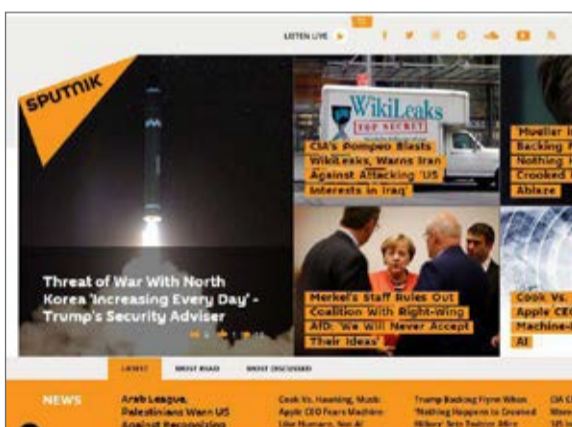 LISTEN LIVE
SPUTNIK
WikiLeaks
TOP SECRET
CIA's Pompeo Blasts
WikiLeaks, Warns Iran
Against Attacking 'US
Interests in Iraq'
'Mueller
Backing
Nothing
Crooked
Ablaze
Threat of War With North
Korea 'Increasing Every Day' -
Trump's Security Adviser
Merkel's Staff Rules Out
Coalition With Right-Wing
AfD: 'We Will Never Accept
Their Ideas'
Cook Vs.
Apple CEO
Machine-
AI
LATEST MOST READ MOST DISCUSSED
NEWS
Arab League,
Palestinians Warn US
Against Recognizing
Cook Vs. Hawking, Musk:
Apple CEO Fears Machine-
Like Humans, Not AI
Trump Backing Flynn When
'Nothing Happens to Crooked
Hillary' Sets Twitter Ablaze